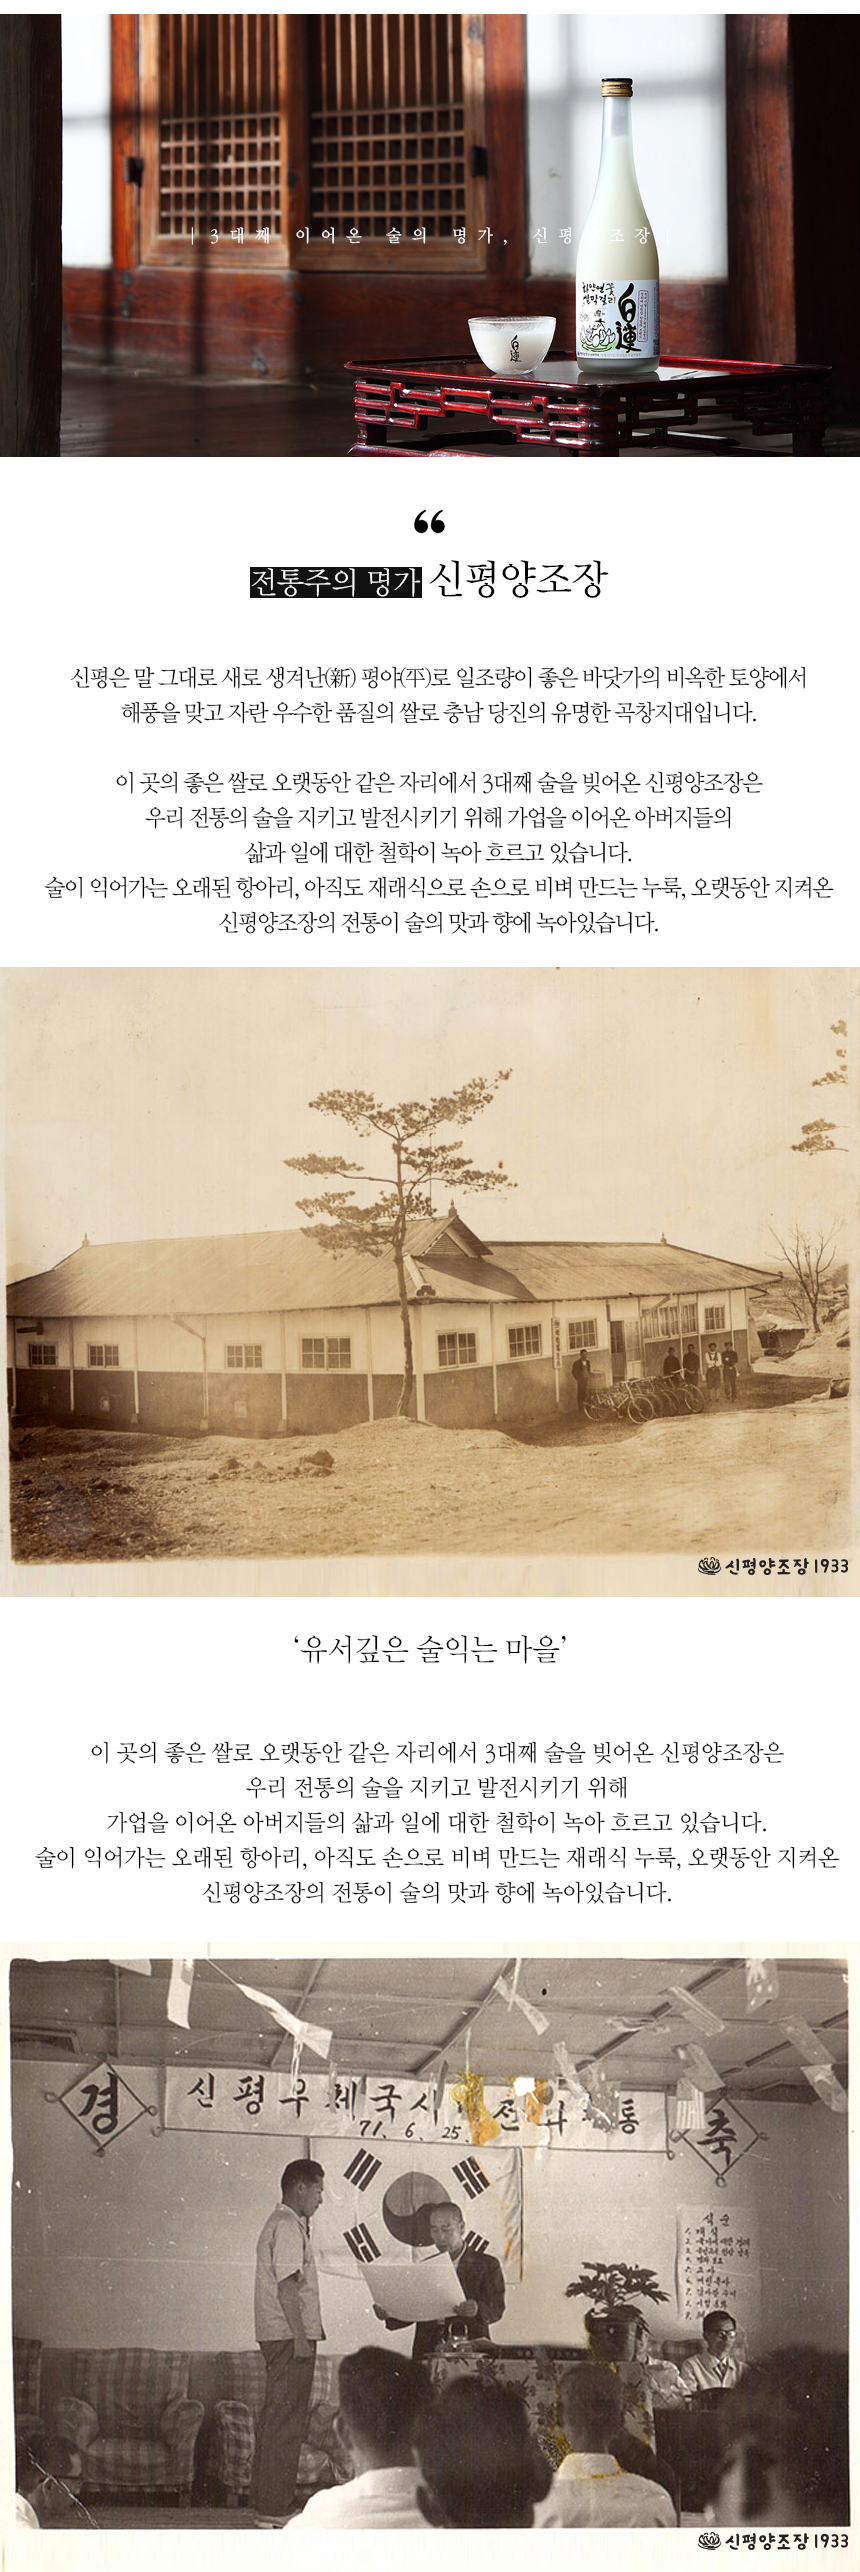 | 3대째 이어온 술의 명가, 신평양조장 |
하얀연꽃
쌀막걸리
白蓮
白蓮
“
전통주의 명가 신평양조장
신평은 말 그대로 새로 생겨난(新) 평야(平)로 일조량이 좋은 바닷가의 비옥한 토양에서
해풍을 맞고 자란 우수한 품질의 쌀로 충남 당진의 유명한 곡창지대입니다.
이 곳의 좋은 쌀로 오랫동안 같은 자리에서 3대째 술을 빚어온 신평양조장은
우리 전통의 술을 지키고 발전시키기 위해 가업을 이어온 아버지들의
삶과 일에 대한 철학이 녹아 흐르고 있습니다.
술이 익어가는 오래된 항아리, 아직도 재래식으로 손으로 비벼 만드는 누룩, 오랫동안 지켜온
신평양조장의 전통이 술의 맛과 향에 녹아있습니다.
신평양조장 1933
‘유서깊은 술익는 마을’
이 곳의 좋은 쌀로 오랫동안 같은 자리에서 3대째 술을 빚어온 신평양조장은
우리 전통의 술을 지키고 발전시키기 위해
가업을 이어온 아버지들의 삶과 일에 대한 철학이 녹아 흐르고 있습니다.
술이 익어가는 오래된 항아리, 아직도 손으로 비벼 만드는 재래식 누룩, 오랫동안 지켜온
신평양조장의 전통이 술의 맛과 향에 녹아있습니다.
경 신평우체국시 전 통 축
71. 6. 25.
식순
신평양조장 1933